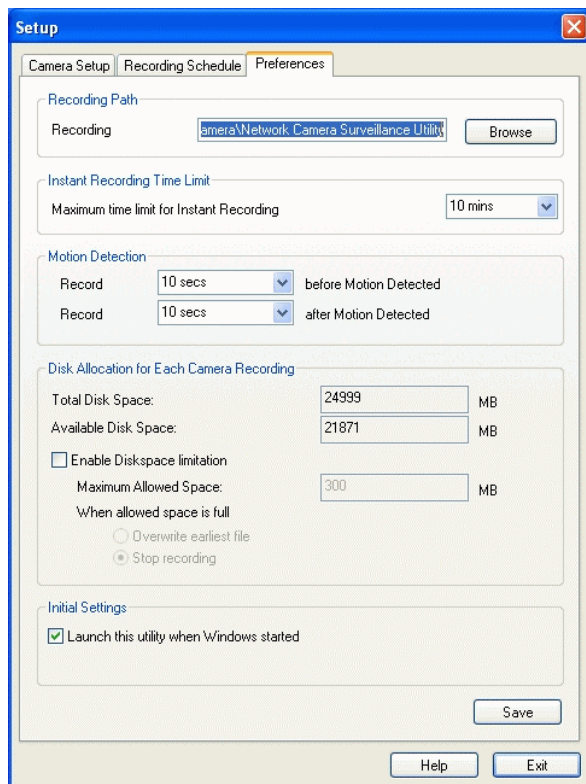 Setup
Camera Setup Recording Schedule Preferences
Recording Path
Recording amera\Network Camera Surveillance Utility Browse
Instant Recording Time Limit
Maximum time limit for Instant Recording 10 mins
Motion Detection
Record 10 secs before Motion Detected
Record 10 secs after Motion Detected
Disk Allocation for Each Camera Recording
Total Disk Space: 24999 MB
Available Disk Space: 21871 MB
Enable Diskspace limitation
Maximum Allowed Space: 300 MB
When allowed space is full
Overwrite earliest file
Stop recording
Initial Settings
Launch this utility when Windows started
Save
Help Exit